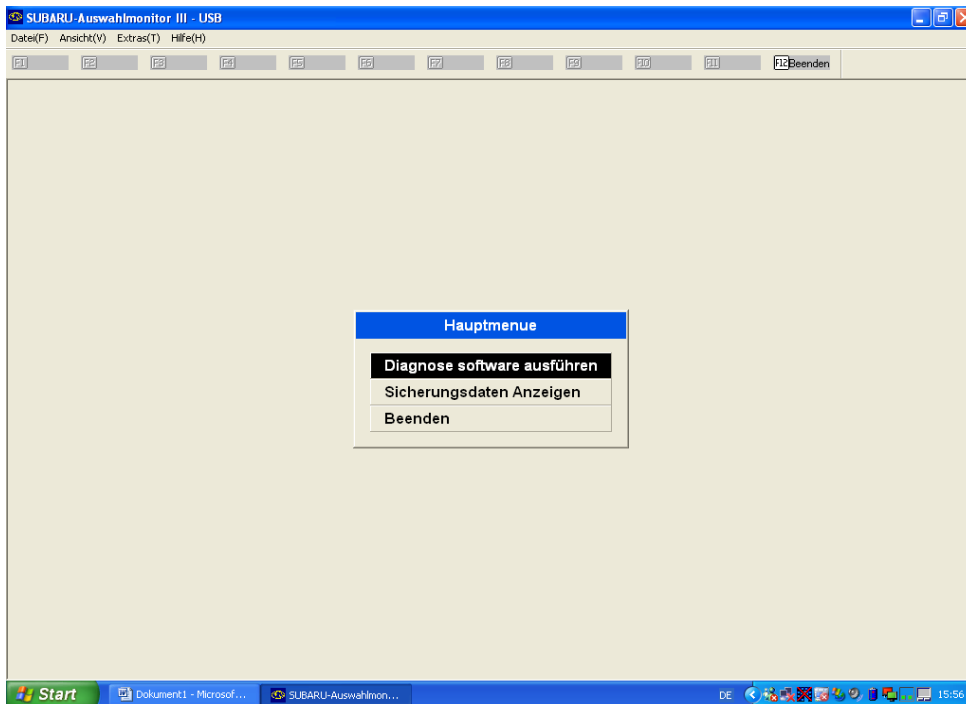 SUBARU-Auswahlmonitor III - USB
Datei(F) Ansicht(V) Extras(T) Hilfe(H)
F1 F2 F3 F4 F5 F6 F7 F8 F9 F10 F11 F12 Beenden
Hauptmenue
Diagnose software ausführen
Sicherungsdaten Anzeigen
Beenden
Start Dokument1 - Microsof... SUBARU-Auswahlmon... DE 15:56